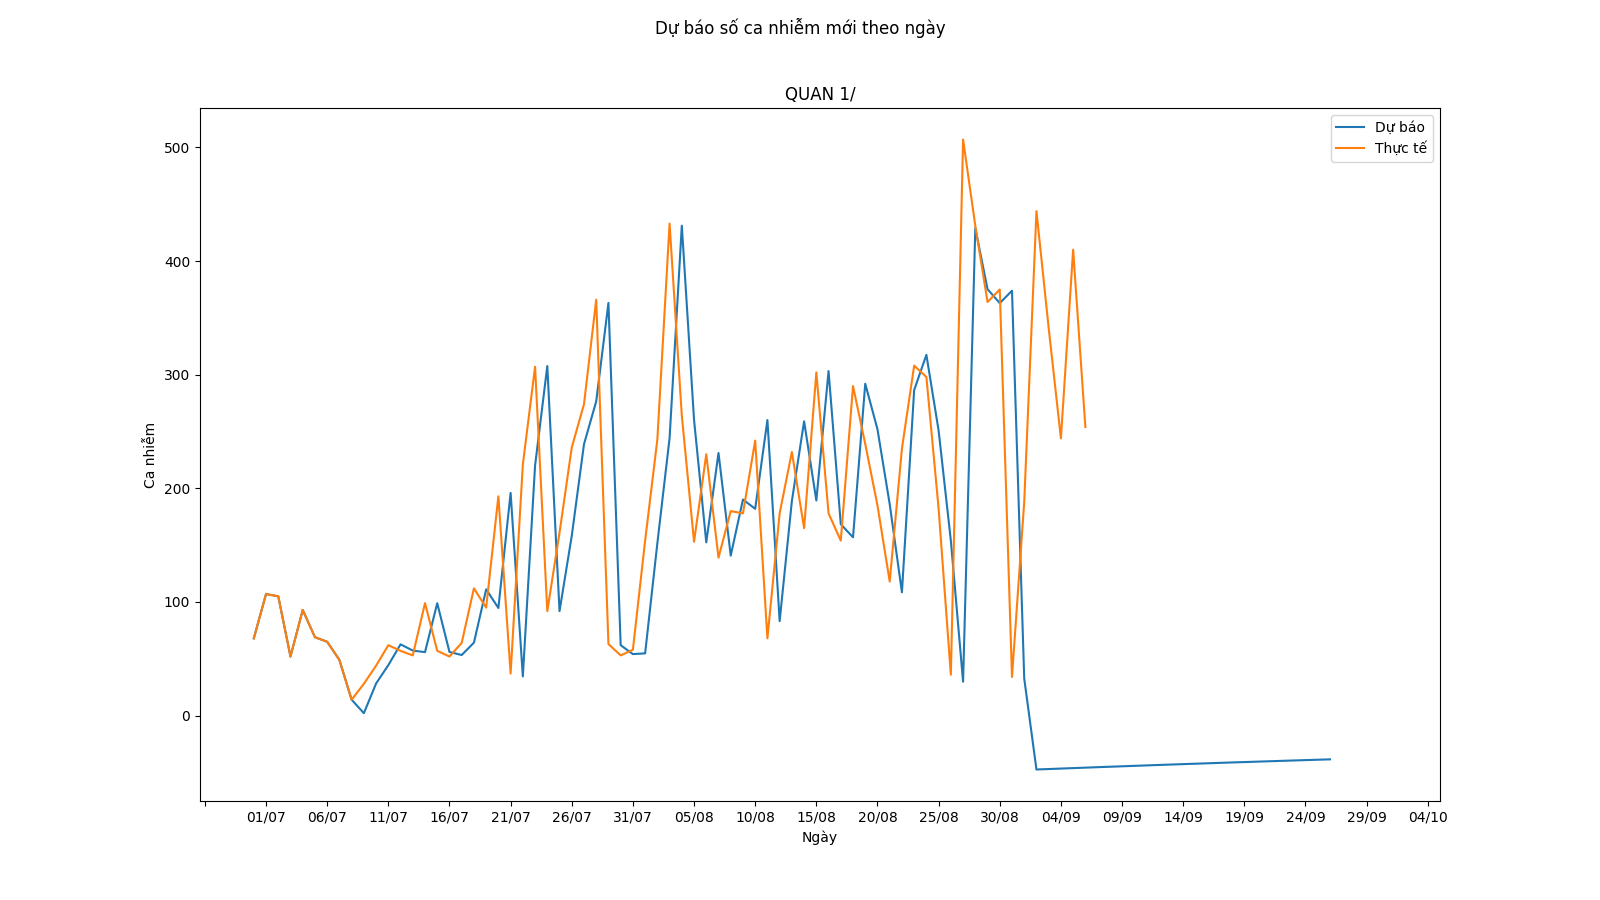 Dự báo số ca nhiễm mới theo ngày
QUAN 1/
Dự báo
Thực tế
500
400
300
200
100
0
Ca nhiễm
01/07 06/07 11/07 16/07 21/07 26/07 31/07 05/08 10/08 15/08 20/08 25/08 30/08 04/09 09/09 14/09 19/09 24/09 29/09 04/10
Ngày